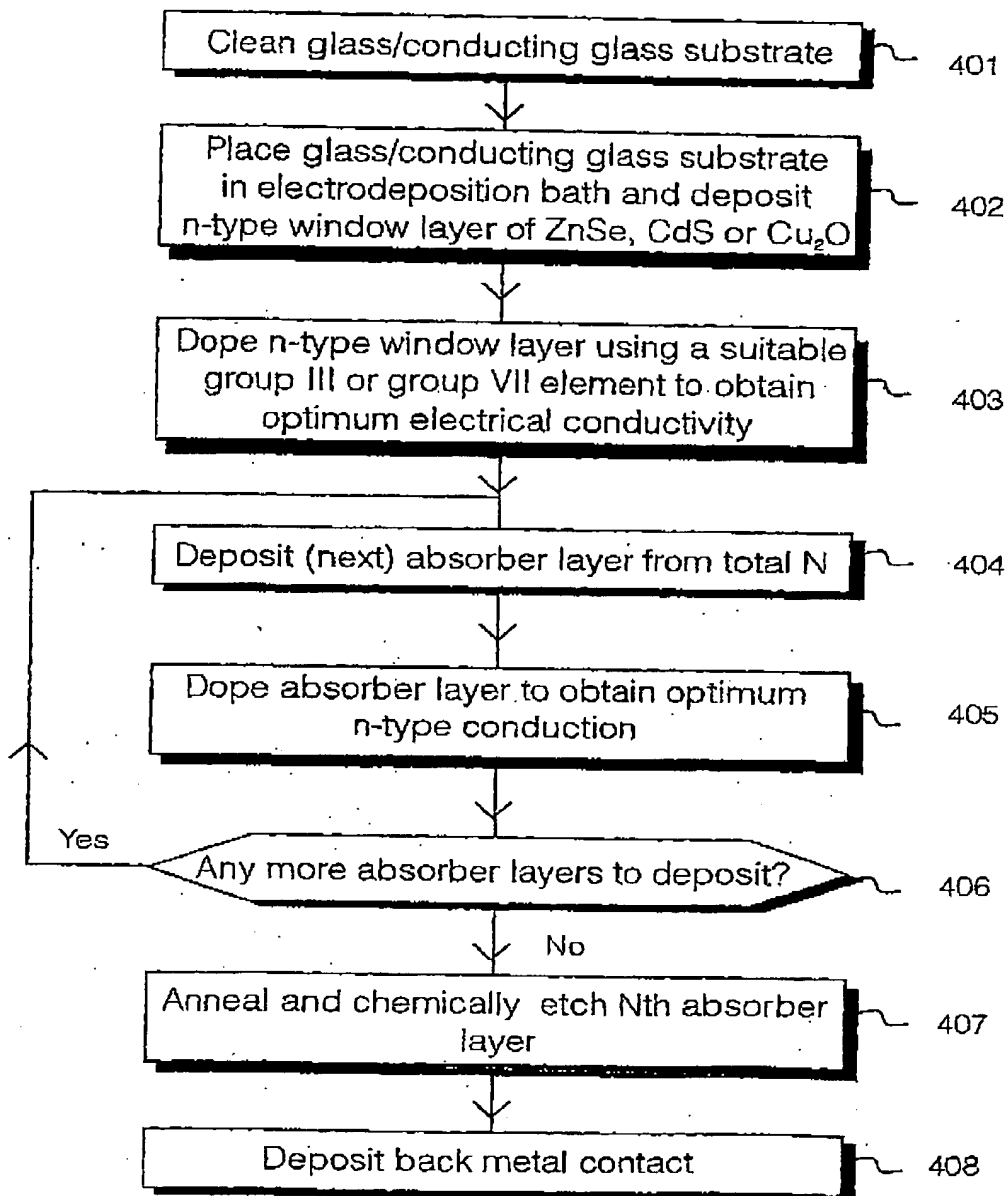 Clean glass/conducting glass substrate
401
Place glass/conducting glass substrate
in electrodeposition bath and deposit
n-type window layer of ZnSe, CdS or Cu₂O
402
Dope n-type window layer using a suitable
group III or group VII element to obtain
optimum electrical conductivity
403
Deposit (next) absorber layer from total N
404
Dope absorber layer to obtain optimum
n-type conduction
405
Yes
Any more absorber layers to deposit?
406
No
Anneal and chemically etch Nth absorber
layer
407
Deposit back metal contact
408